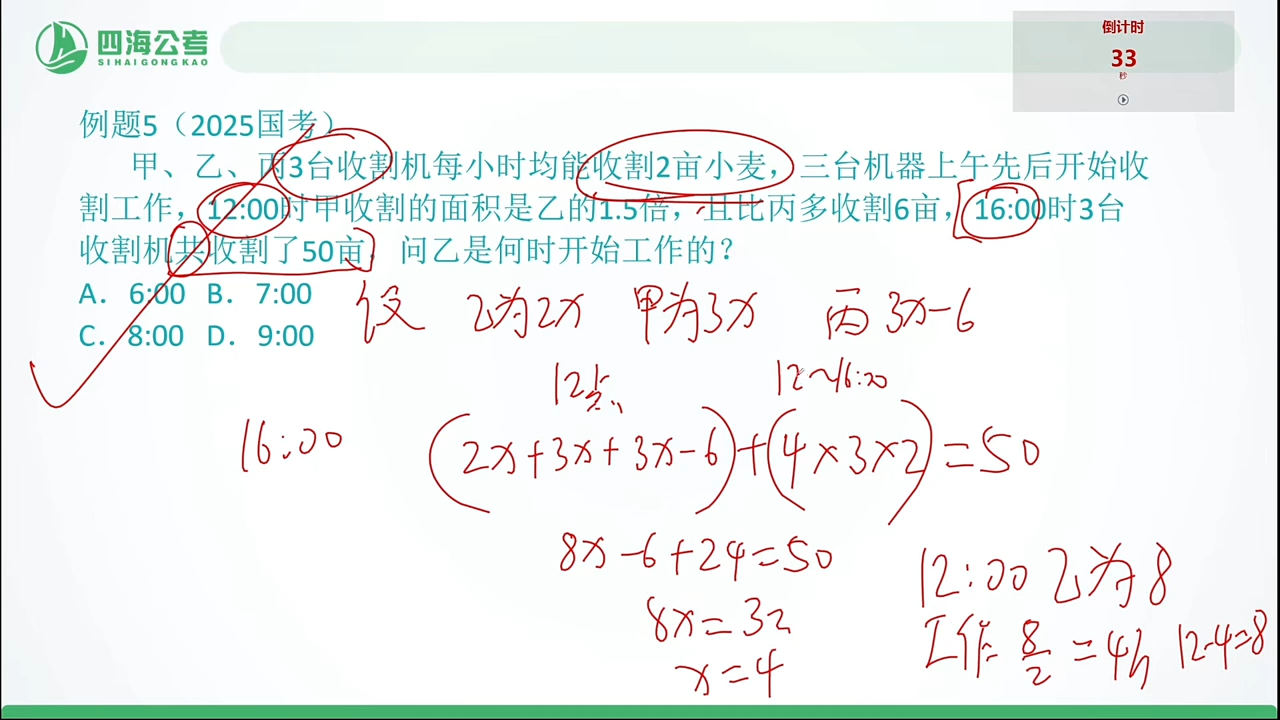 四海公考
SIHAIGONGKAO
倒计时
33
秒
例题5（2025国考）
甲、乙、丙3台收割机每小时均能收割2亩小麦，三台机器上午先后开始收
割工作，12:00时甲收割的面积是乙的1.5倍，且比丙多收割6亩，16:00时3台
收割机共收割了50亩，问乙是何时开始工作的？
A．6:00 B．7:00
C．8:00 D．9:00
设 乙为2x 甲为3x 丙3x-6
12点 12~16:00
16:00 (2x+3x+3x-6)+(4×3×2)=50
8x-6+24=50
8x=32
x=4
12:00 乙为8
工作 8/2 =4h 12-4=8